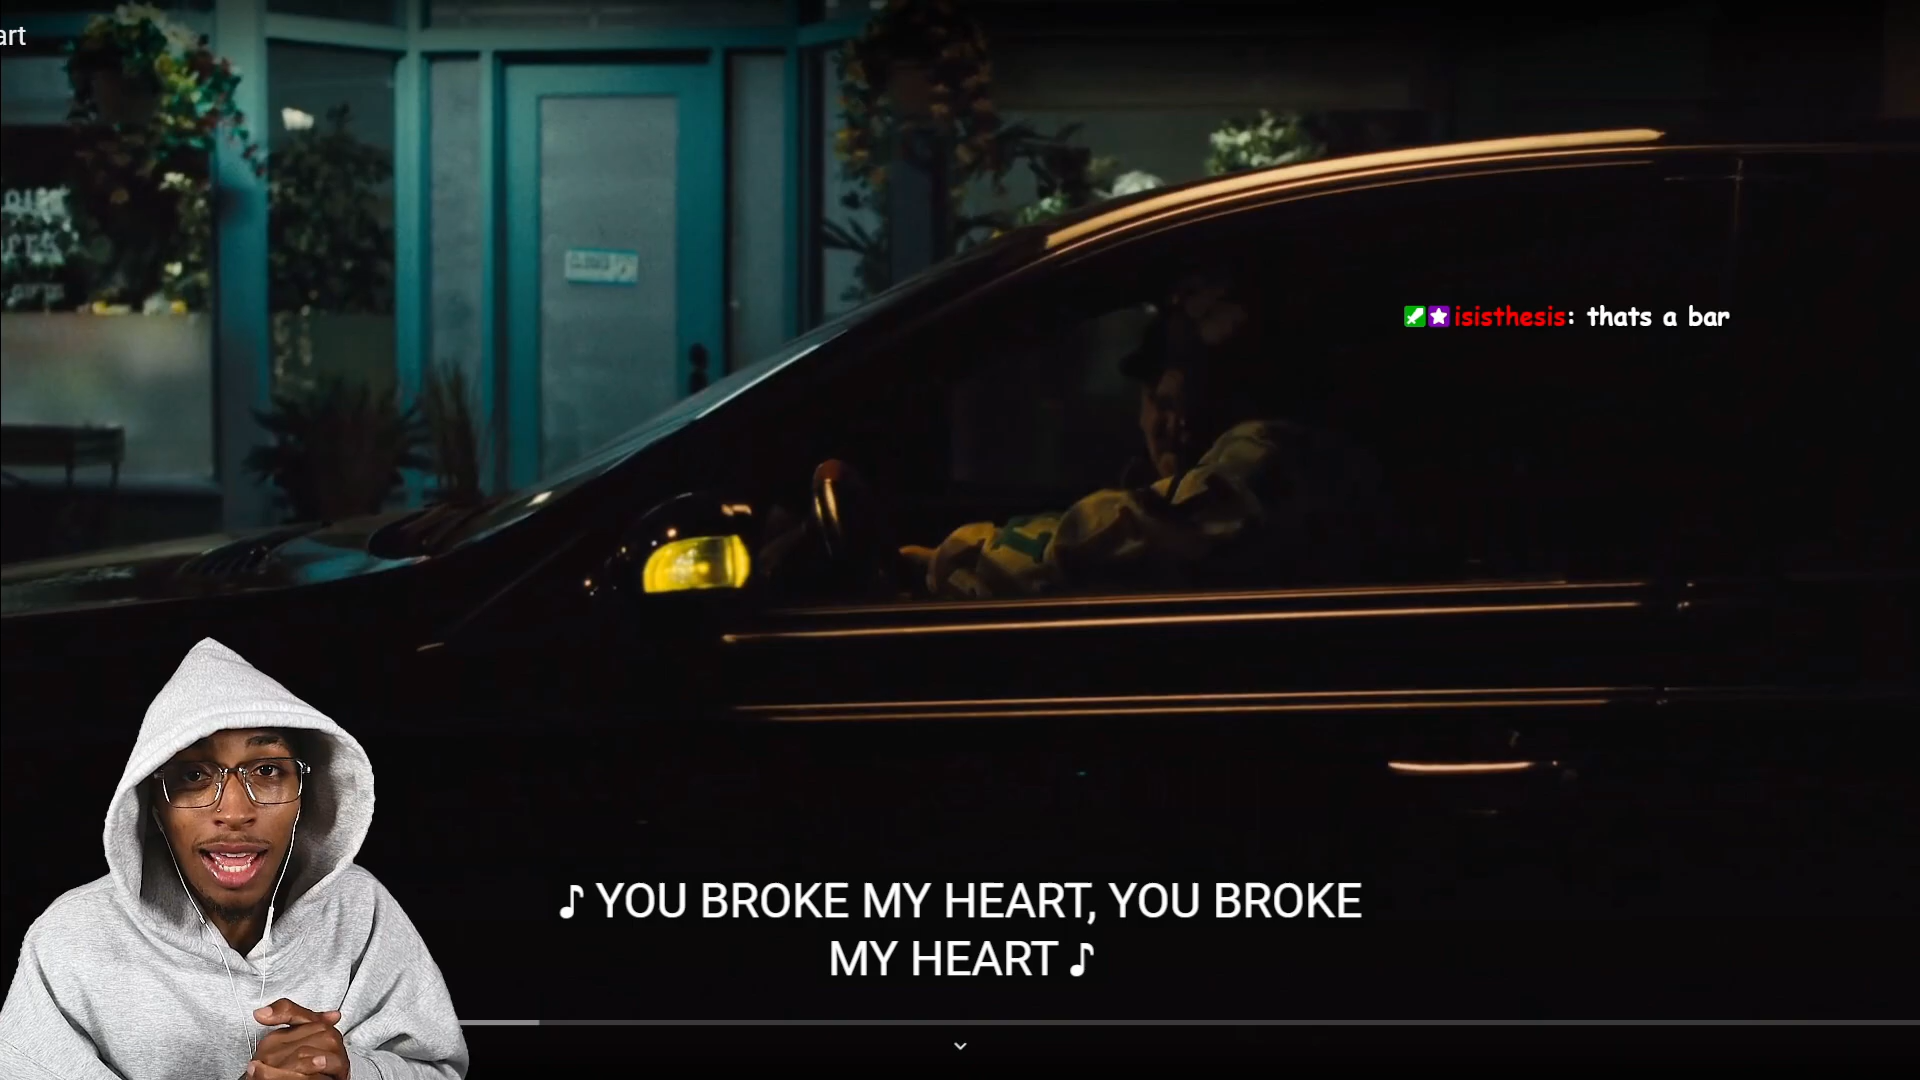 art
isisthesis: thats a bar
♪ YOU BROKE MY HEART, YOU BROKE
MY HEART ♪